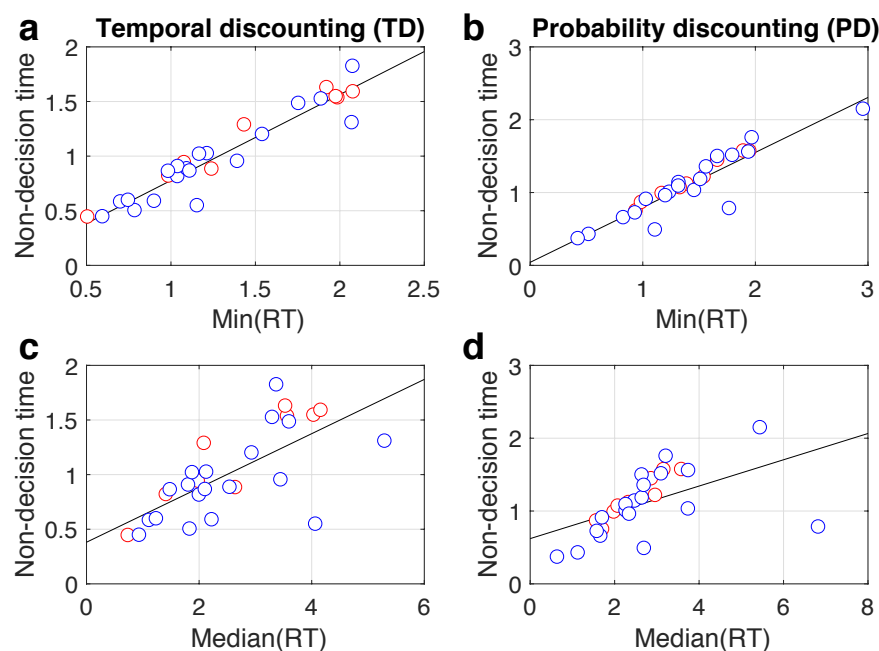 a Temporal discounting (TD)
b Probability discounting (PD)
Non-decision time
2
1.5
1
0.5
0
0.5 1 1.5 2 2.5
Min(RT)
Non-decision time
3
2
1
0
0 1 2 3
Min(RT)
c
Non-decision time
2
1.5
1
0.5
0
0 2 4 6
Median(RT)
d
Non-decision time
3
2
1
0
0 2 4 6 8
Median(RT)